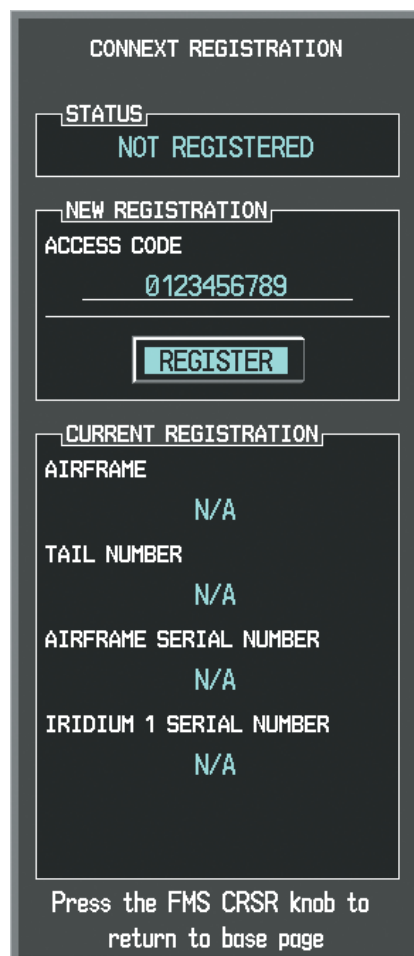 CONNEXT REGISTRATION
STATUS
NOT REGISTERED
NEW REGISTRATION
ACCESS CODE
0123456789
REGISTER
CURRENT REGISTRATION
AIRFRAME
N/A
TAIL NUMBER
N/A
AIRFRAME SERIAL NUMBER
N/A
IRIDIUM 1 SERIAL NUMBER
N/A
Press the FMS CRSR knob to
return to base page